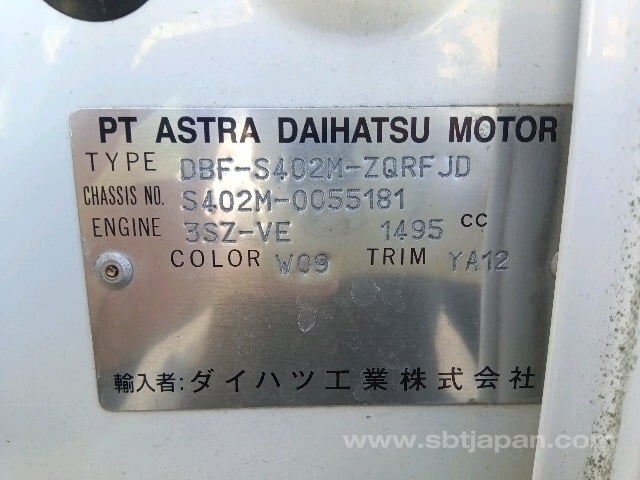 PT ASTRA DAIHATSU MOTOR
TYPE DBF-S402M-ZQRFJD
CHASSIS NO. S402M-0055181
ENGINE 3SZ-VE 1495 CC
COLOR W09 TRIM YA12
輸入者:ダイハツ工業株式会社
www.sbtjapan.com